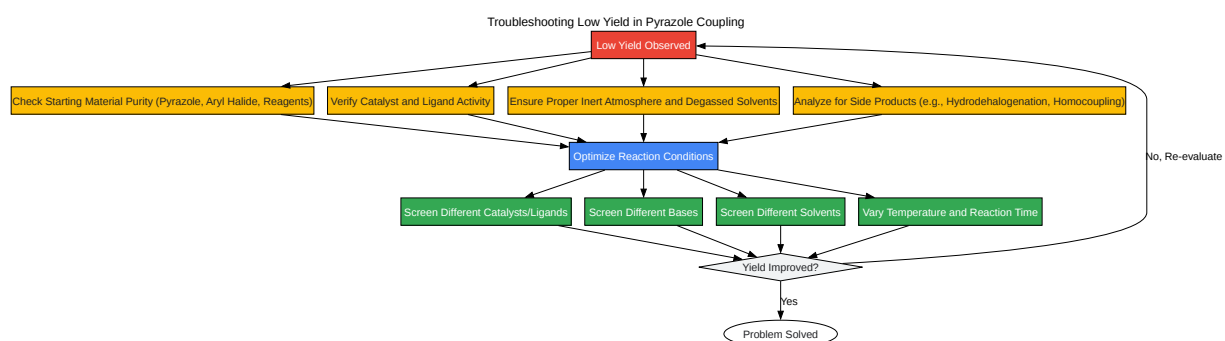 Troubleshooting Low Yield in Pyrazole Coupling
Low Yield Observed
Check Starting Material Purity (Pyrazole, Aryl Halide, Reagents)
Verify Catalyst and Ligand Activity
Ensure Proper Inert Atmosphere and Degassed Solvents
Analyze for Side Products (e.g., Hydrodehalogenation, Homocoupling)
Optimize Reaction Conditions
No, Re-evaluate
Screen Different Catalysts/Ligands
Screen Different Bases
Screen Different Solvents
Vary Temperature and Reaction Time
Yield Improved?
Yes
Problem Solved